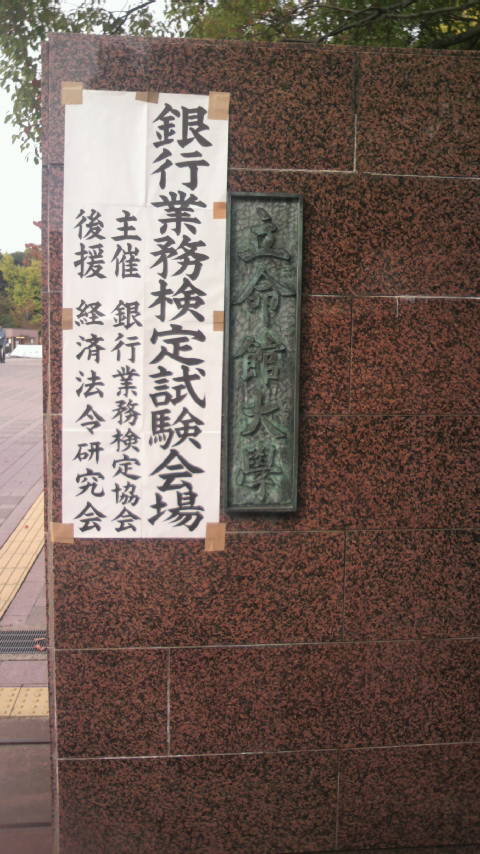 立命館大學
銀行業務検定試験会場
主催 銀行業務検定協会
後援 経済法令研究会